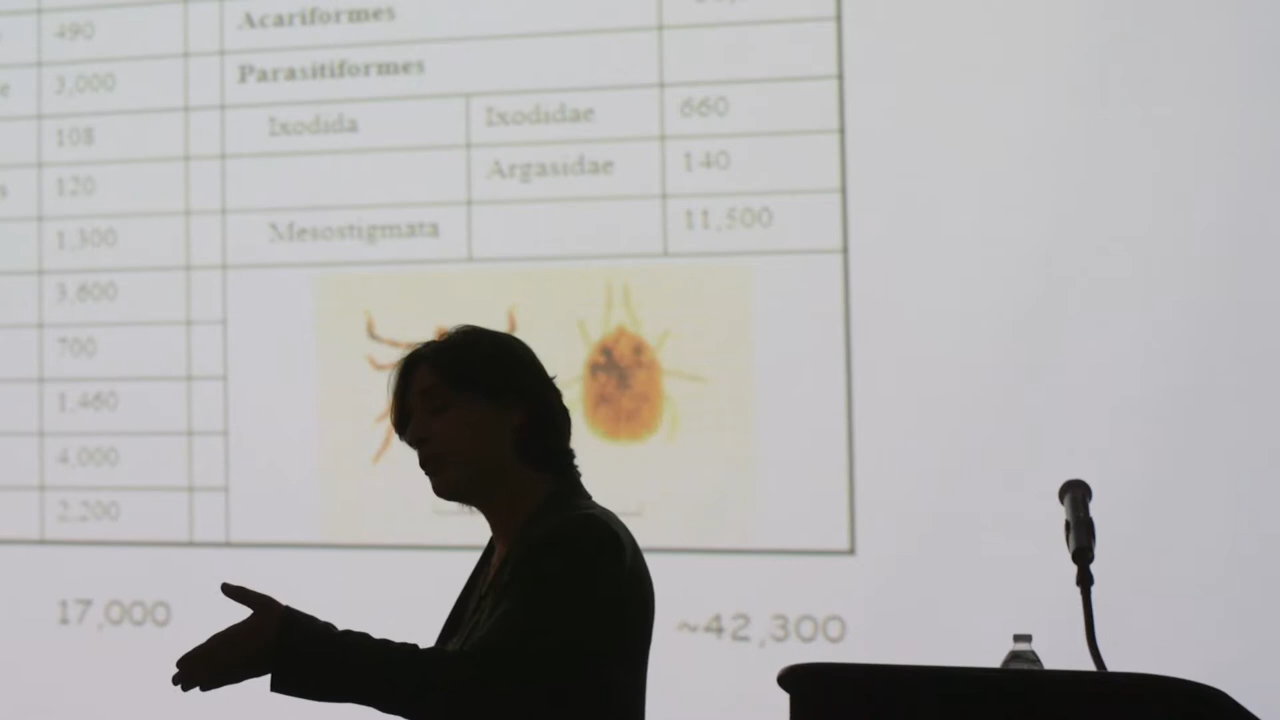 490
Acariformes
3,000
Parasitiformes
108
Ixodida
Ixodidae
660
120
Argasidae
140
1,300
Mesostigmata
11,500
3,600
700
1,460
4,000
2,200
17,000
~42,300